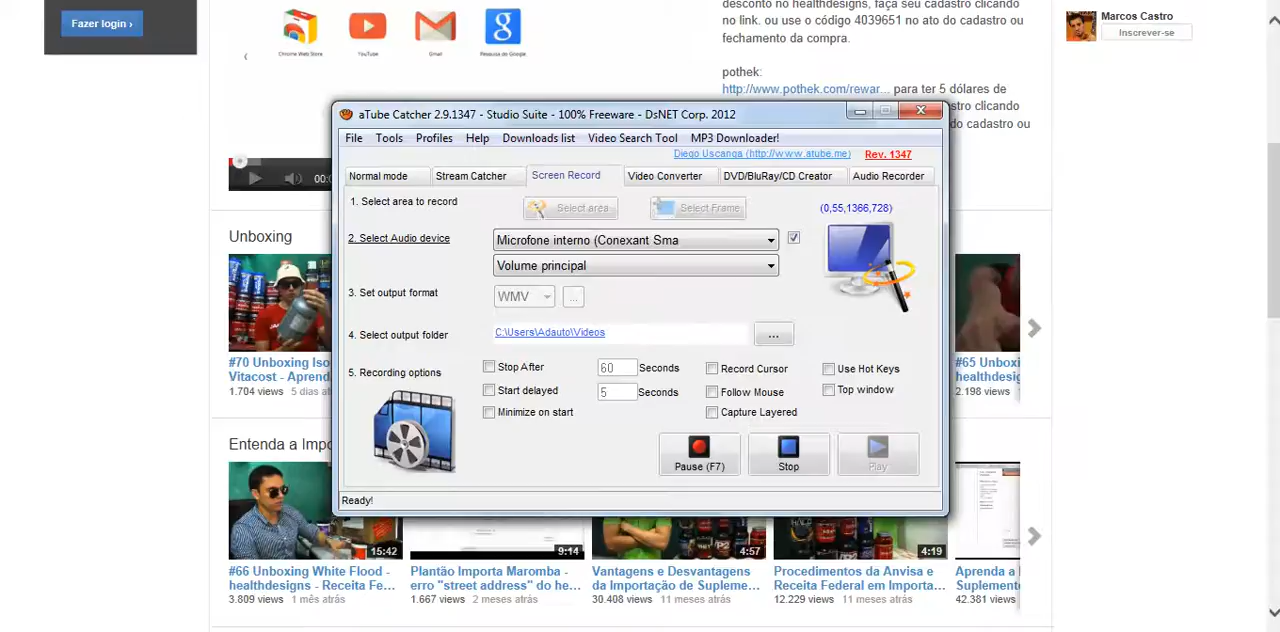 Fazer login ›
Chrome Web Store
YouTube
Gmail
Pesquisa do Google
desconto no healthdesigns, faça seu cadastro clicando
no link. ou use o código 4039651 no ato do cadastro ou
fechamento da compra.
pothek:
http://www.pothek.com/rewar... para ter 5 dólares de
stro clicando
do cadastro ou
Marcos Castro
Inscrever-se
aTube Catcher 2.9.1347 - Studio Suite - 100% Freeware - DsNET Corp. 2012
File Tools Profiles Help Downloads list Video Search Tool MP3 Downloader!
Diego Uscanga (http://www.atube.me) Rev. 1347
Normal mode Stream Catcher Screen Record Video Converter DVD/BluRay/CD Creator Audio Recorder
1. Select area to record Select area Select Frame (0,55,1366,728)
2. Select Audio device Microfone interno (Conexant Sma
Volume principal
3. Set output format WMV ...
4. Select output folder C:\Users\Adauto\Videos ...
5. Recording options
Stop After 60 Seconds Record Cursor Use Hot Keys
Start delayed 5 Seconds Follow Mouse Top window
Minimize on start Capture Layered
Pause (F7) Stop Play
Ready!
00:
Unboxing
#70 Unboxing Iso
Vitacost - Aprend
1.704 views 5 dias
#65 Unboxi
healthdesig
2.198 views
Entenda a Impo
15:42
9:14
4:57
4:19
#66 Unboxing White Flood -
healthdesigns - Receita Fe...
3.809 views 1 mês atrás
Plantão Importa Maromba -
erro "street address" do he...
1.667 views 2 meses atrás
Vantagens e Desvantagens
da Importação de Supleme...
30.408 views 11 meses atrás
Procedimentos da Anvisa e
Receita Federal em Importa...
12.229 views 11 meses atrás
Aprenda a
Suplement
42.381 views